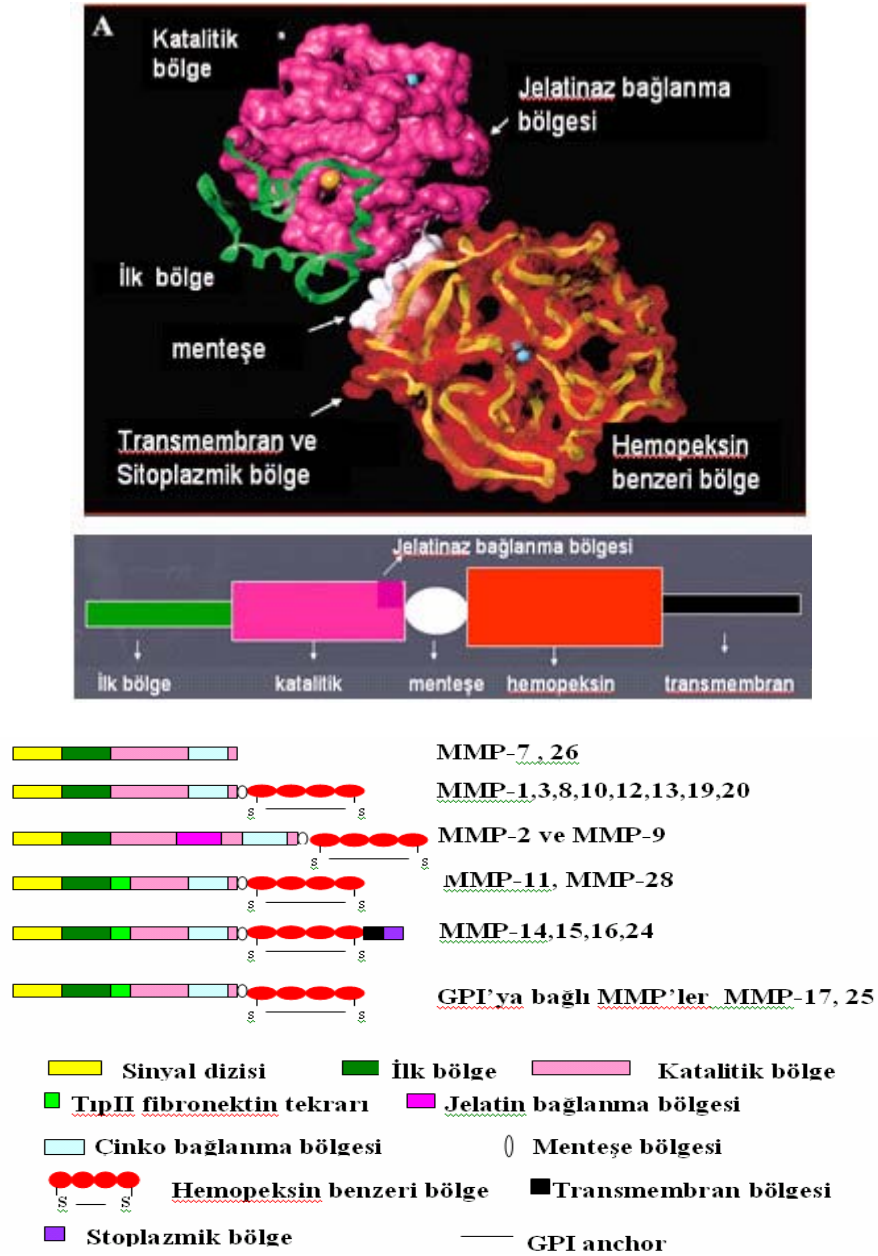 A
Katalitik
bölge
Jelatinaz bağlanma
bölgesi
İlk bölge
menteşe
Transmembran ve
Sitoplazmik bölge
Hemopeksin
benzeri bölge
Jelatinaz bağlanma bölgesi
İlk bölge
katalitik
menteşe
hemopeksin
transmembran
MMP-7 , 26
MMP-1,3,8,10,12,13,19,20
S S
MMP-2 ve MMP-9
S S
MMP-11, MMP-28
S S
MMP-14,15,16,24
S S
GPI’ya bağlı MMP’ler MMP-17, 25
S S
Sinyal dizisi
İlk bölge
Katalitik bölge
TıpII fibronektin tekrarı
Jelatin bağlanma bölgesi
Çinko bağlanma bölgesi
Menteşe bölgesi
S S
Hemopeksin benzeri bölge
Transmembran bölgesi
Stoplazmik bölge
GPI anchor